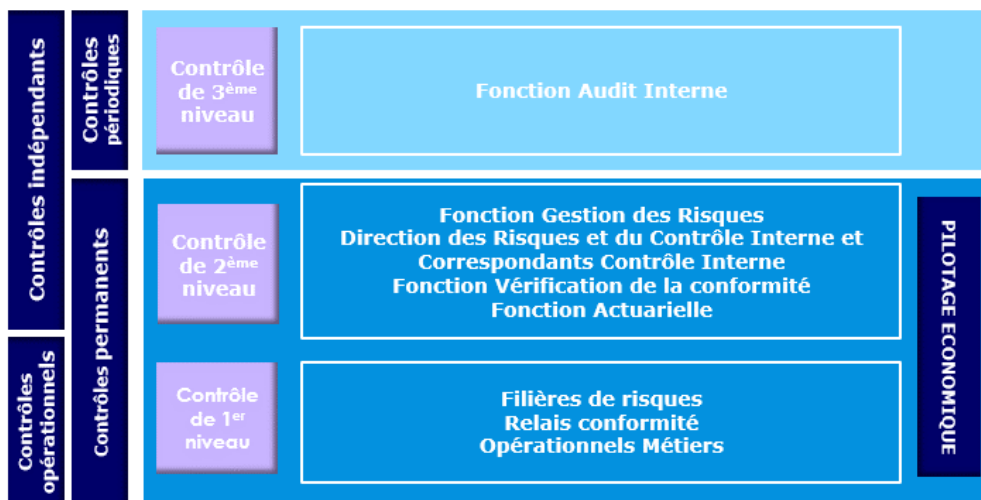 Contrôles indépendants
Contrôles
périodiques
Contrôle
de 3ème
niveau
Fonction Audit Interne
Contrôles permanents
Contrôle
de 2ème
niveau
Fonction Gestion des Risques
Direction des Risques et du Contrôle Interne et
Correspondants Contrôle Interne
Fonction Vérification de la conformité
Fonction Actuarielle
PILOTAGE ECONOMIQUE
Contrôles
opérationnels
Contrôle
de 1er
niveau
Filières de risques
Relais conformité
Opérationnels Métiers